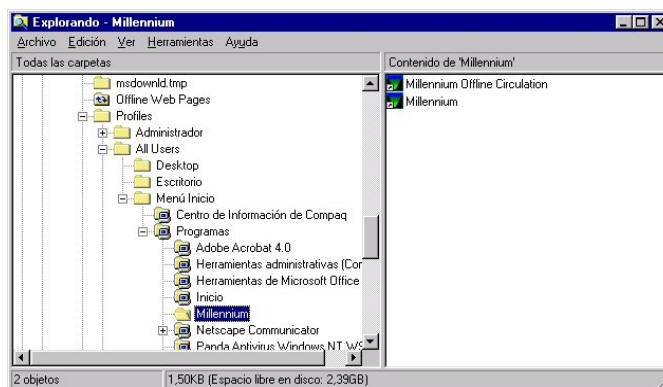 Explorando - Millennium
Archivo Edición Ver Herramientas Ayuda
Todas las carpetas
Contenido de 'Millennium'
msdownld.tmp
Offline Web Pages
Profiles
Administrador
All Users
Desktop
Escritorio
Menú Inicio
Centro de Información de Compaq
Programas
Adobe Acrobat 4.0
Herramientas administrativas (Cor
Herramientas de Microsoft Office
Inicio
Millennium
Netscape Communicator
Panda Antivirus Windows NT WS
Millennium Offline Circulation
Millennium
2 objetos
1,50KB (Espacio libre en disco: 2,39GB)